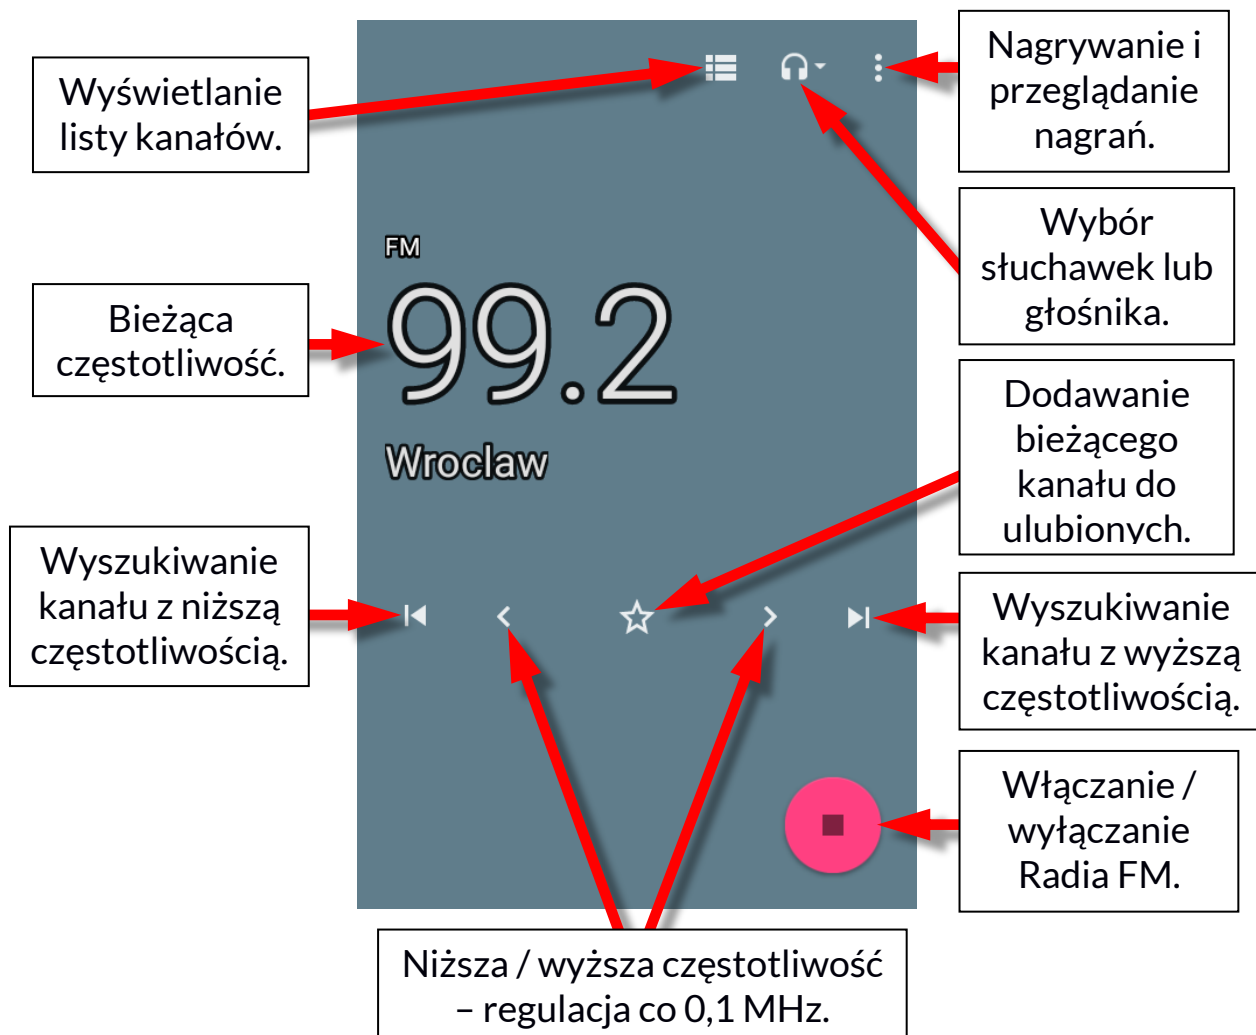 Wyświetlanie
listy kanałów.
Nagrywanie i
przeglądanie
nagrań.
Wybór
słuchawek lub
głośnika.
FM
99.2
Wroclaw
Bieżąca
częstotliwość.
Dodawanie
bieżącego
kanału do
ulubionych.
Wyszukiwanie
kanału z niższą
częstotliwością.
Wyszukiwanie
kanału z wyższą
częstotliwością.
Włączanie /
wyłączanie
Radia FM.
Niższa / wyższa częstotliwość
– regulacja co 0,1 MHz.